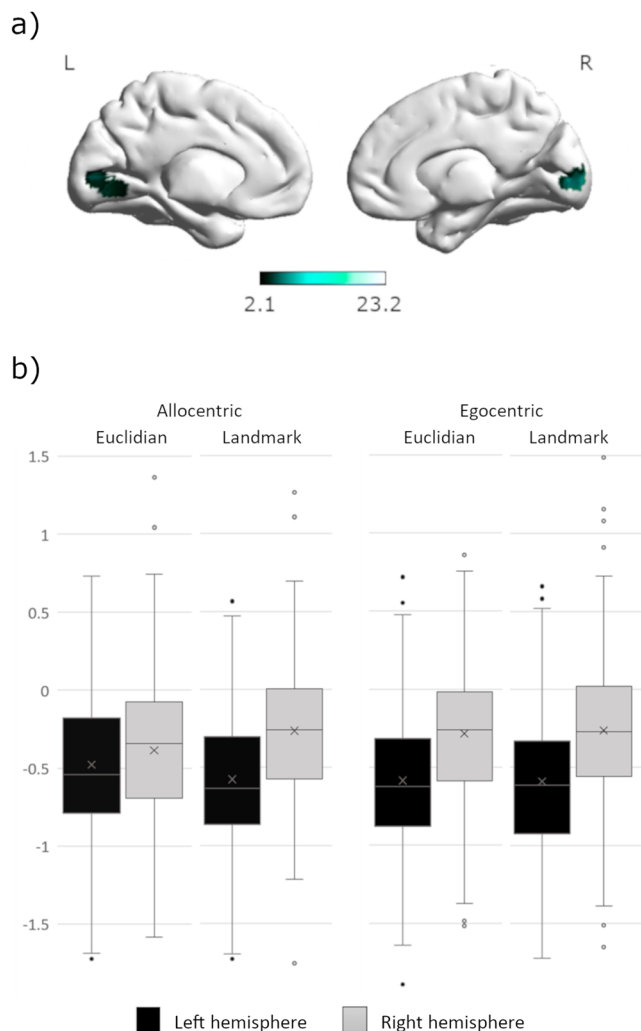 a)
L R
2.1 23.2
b)
Allocentric Egocentric
Euclidian Landmark Euclidian Landmark
1.5
1
0.5
0
-0.5
-1
-1.5
Left hemisphere Right hemisphere